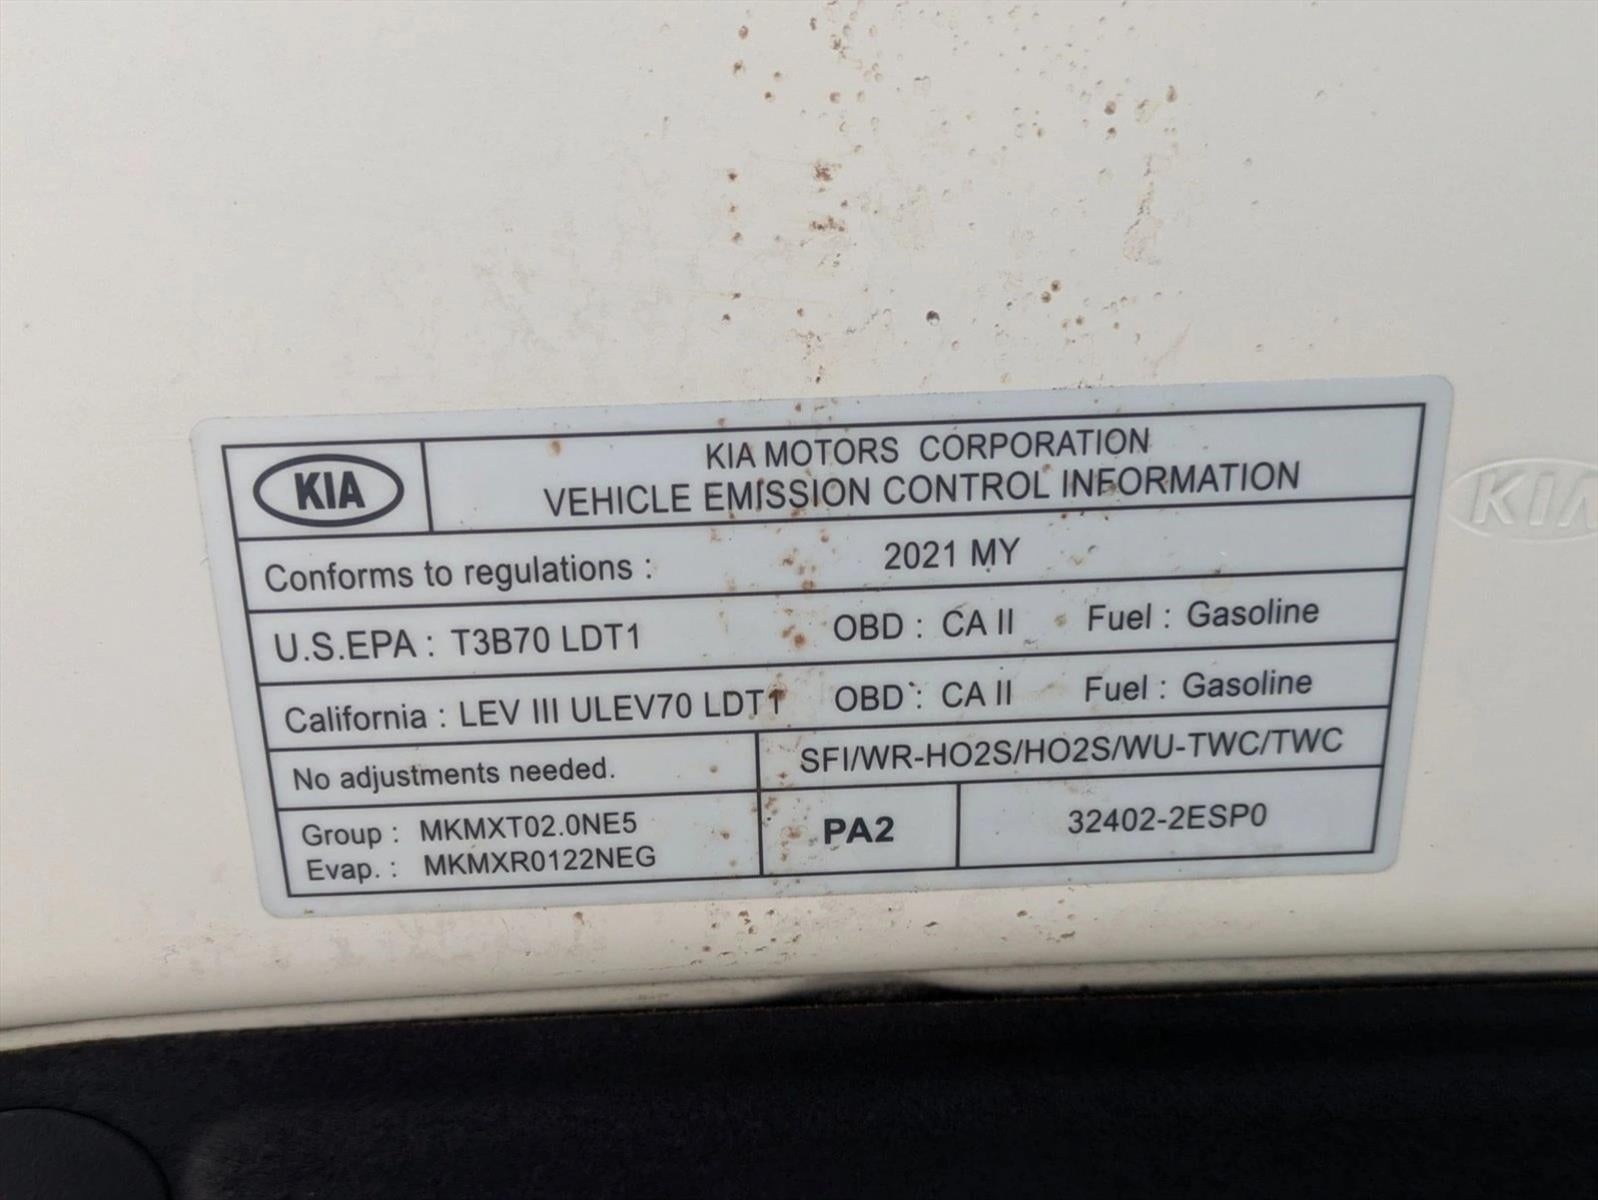 KIA
KIA MOTORS CORPORATION
VEHICLE EMISSION CONTROL INFORMATION
Conforms to regulations : 2021 MY
U.S.EPA : T3B70 LDT1 OBD : CA II Fuel : Gasoline
California : LEV III ULEV70 LDT1 OBD : CA II Fuel : Gasoline
No adjustments needed.
SFI/WR-HO2S/HO2S/WU-TWC/TWC
Group : MKMXT02.0NE5
Evap. : MKMXR0122NEG
PA2
32402-2ESP0
KIA